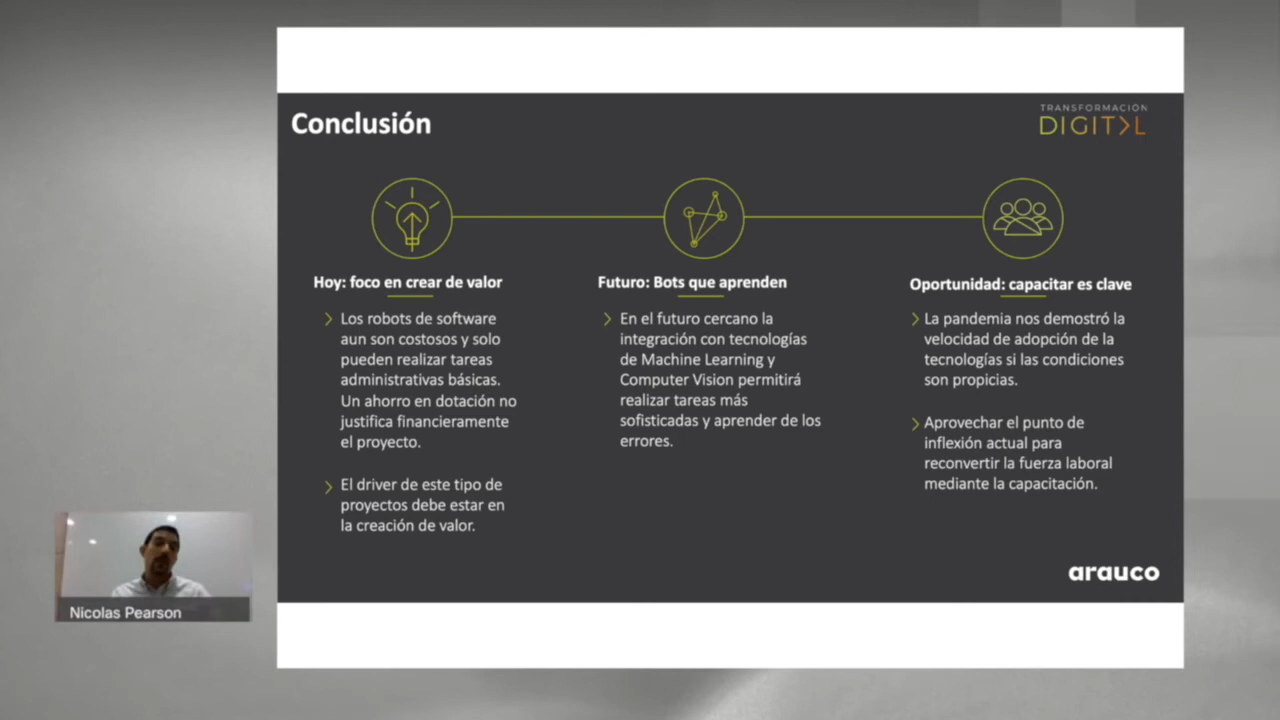 Conclusión
TRANSFORMACIÓN
DIGITAL
Hoy: foco en crear de valor
Los robots de software
aun son costosos y solo
pueden realizar tareas
administrativas básicas.
Un ahorro en dotación no
justifica financieramente
el proyecto.
El driver de este tipo de
proyectos debe estar en
la creación de valor.
Futuro: Bots que aprenden
En el futuro cercano la
integración con tecnologías
de Machine Learning y
Computer Vision permitirá
realizar tareas más
sofisticadas y aprender de los
errores.
Oportunidad: capacitar es clave
La pandemia nos demostró la
velocidad de adopción de la
tecnologías si las condiciones
son propicias.
Aprovechar el punto de
inflexión actual para
reconvertir la fuerza laboral
mediante la capacitación.
arauco
Nicolas Pearson